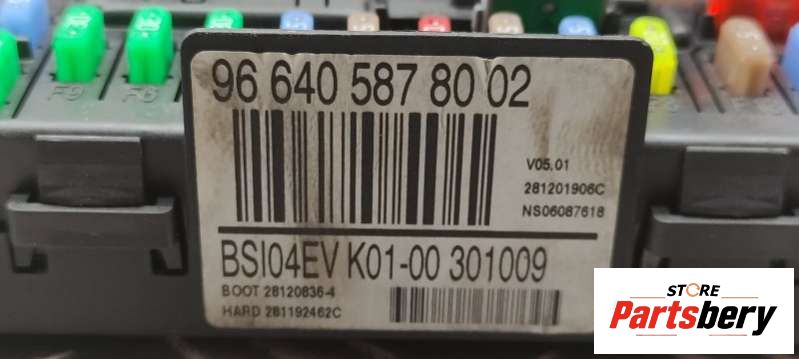 96 640 587 80 02
V05.01
281201906C
NS06087618
BSI04EV K01-00 301009
BOOT 28120836-4
HARD 281192462C
F9
F8
STORE
Partsbery